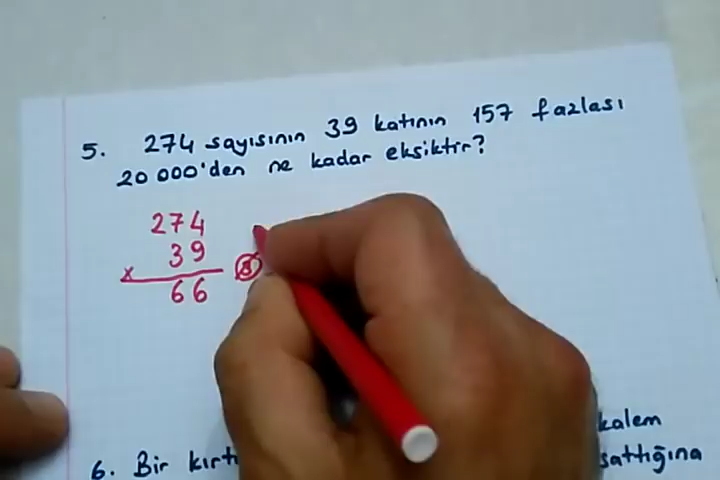 5. 274 sayısının 39 katının 157 fazlası
20 000'den ne kadar eksiktir?
274
39
x
66
kalem
6. Bir
sattığına